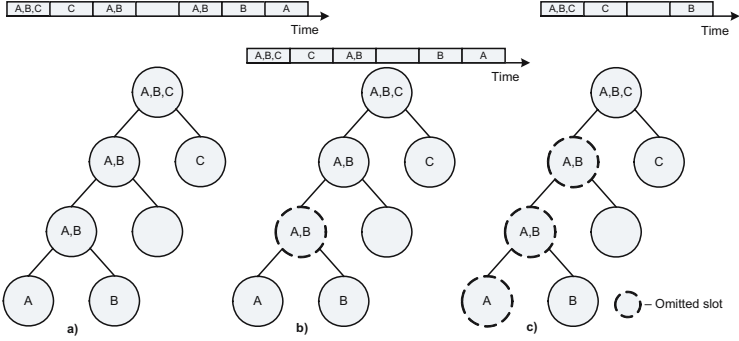 A,B,C C A,B A,B B A
Time
A,B,C C
Time
A,B,C C A,B B A
Time
B
A,B,C A,B,C A,B,C
A,B C A,B C A,B C
A,B A,B A,B
A B A B A B
– Omitted slot
a) b) c)